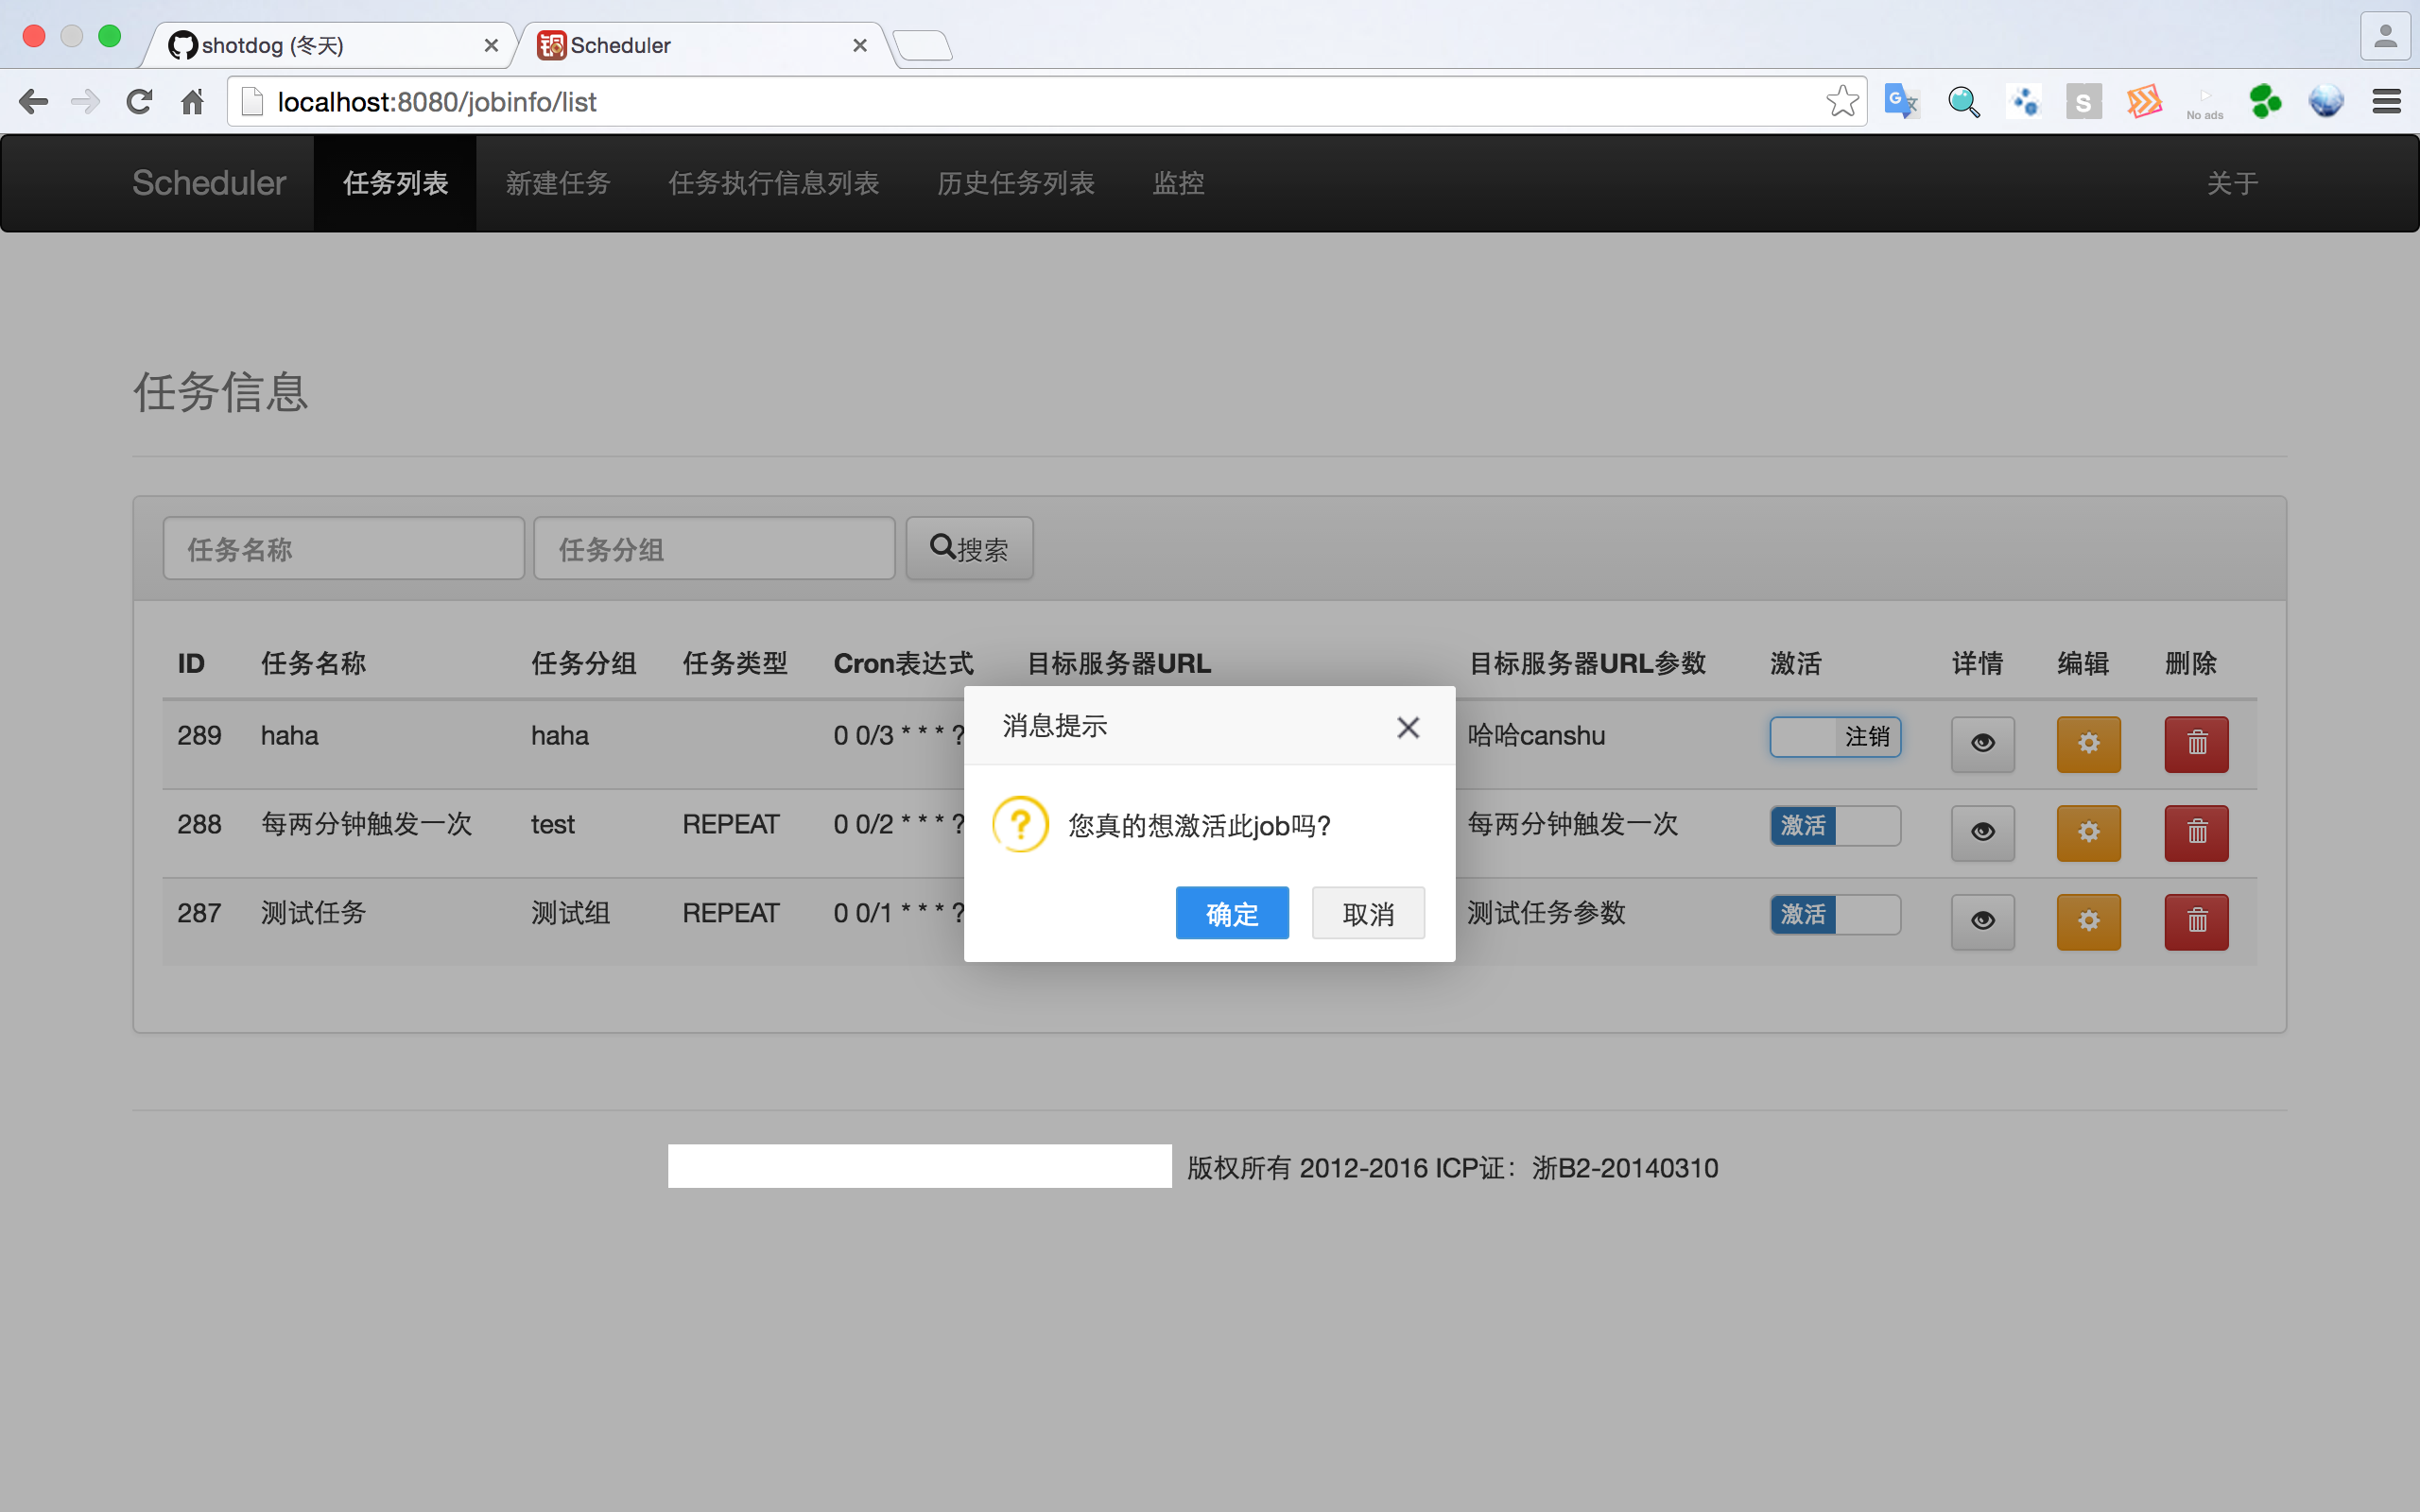 shotdog (冬天)
Scheduler
localhost:8080/jobinfo/list
No ads
Scheduler 任务列表 新建任务 任务执行信息列表 历史任务列表 监控 关于
任务信息
任务名称 任务分组 搜索
ID 任务名称 任务分组 任务类型 Cron表达式 目标服务器URL 目标服务器URL参数 激活 详情 编辑 删除
289 haha haha 0 0/3 * * * ? 哈哈canshu 注销
288 每两分钟触发一次 test REPEAT 0 0/2 * * * ? 每两分钟触发一次 激活
287 测试任务 测试组 REPEAT 0 0/1 * * * ? 测试任务参数 激活
消息提示
您真的想激活此job吗?
确定 取消
版权所有 2012-2016 ICP证：浙B2-20140310